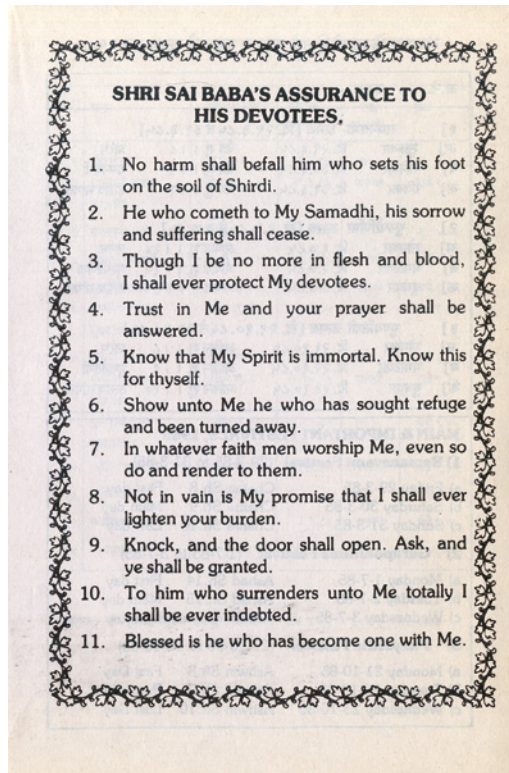 SHRI SAI BABA'S ASSURANCE TO
HIS DEVOTEES.
1. No harm shall befall him who sets his foot
on the soil of Shirdi.
2. He who cometh to My Samadhi, his sorrow
and suffering shall cease.
3. Though I be no more in flesh and blood,
I shall ever protect My devotees.
4. Trust in Me and your prayer shall be
answered.
5. Know that My Spirit is immortal. Know this
for thyself.
6. Show unto Me he who has sought refuge
and been turned away.
7. In whatever faith men worship Me, even so
do and render to them.
8. Not in vain is My promise that I shall ever
lighten your burden.
9. Knock, and the door shall open. Ask, and
ye shall be granted.
10. To him who surrenders unto Me totally I
shall be ever indebted.
11. Blessed is he who has become one with Me.